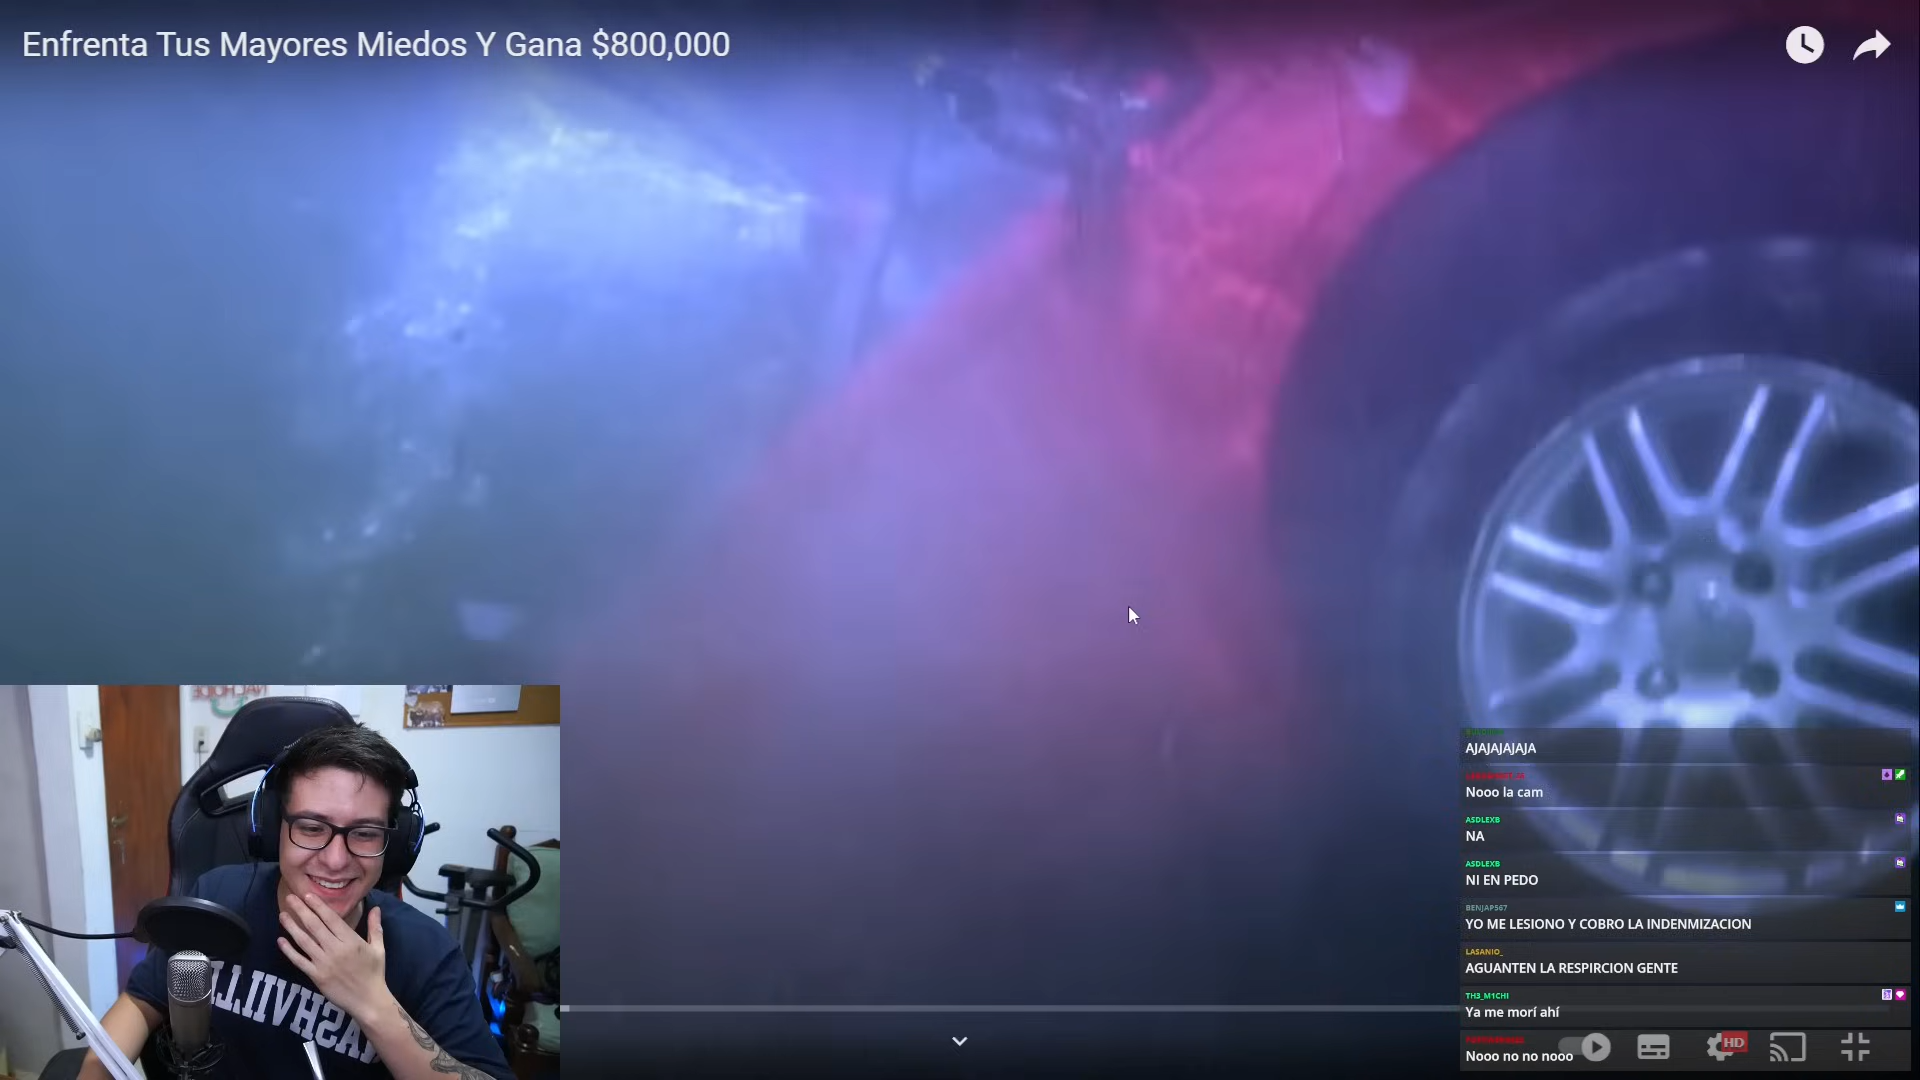 Enfrenta Tus Mayores Miedos Y Gana $800,000
AJAJAJAJAJA
Nooo la cam
ASDLEXB
NA
ASDLEXB
NI EN PEDO
BENJAP567
YO ME LESIONO Y COBRO LA INDENMIZACION
LASANIO_
AGUANTEN LA RESPIRCION GENTE
TH3_M1CHI
Ya me morí ahí
Nooo no no nooo
HD